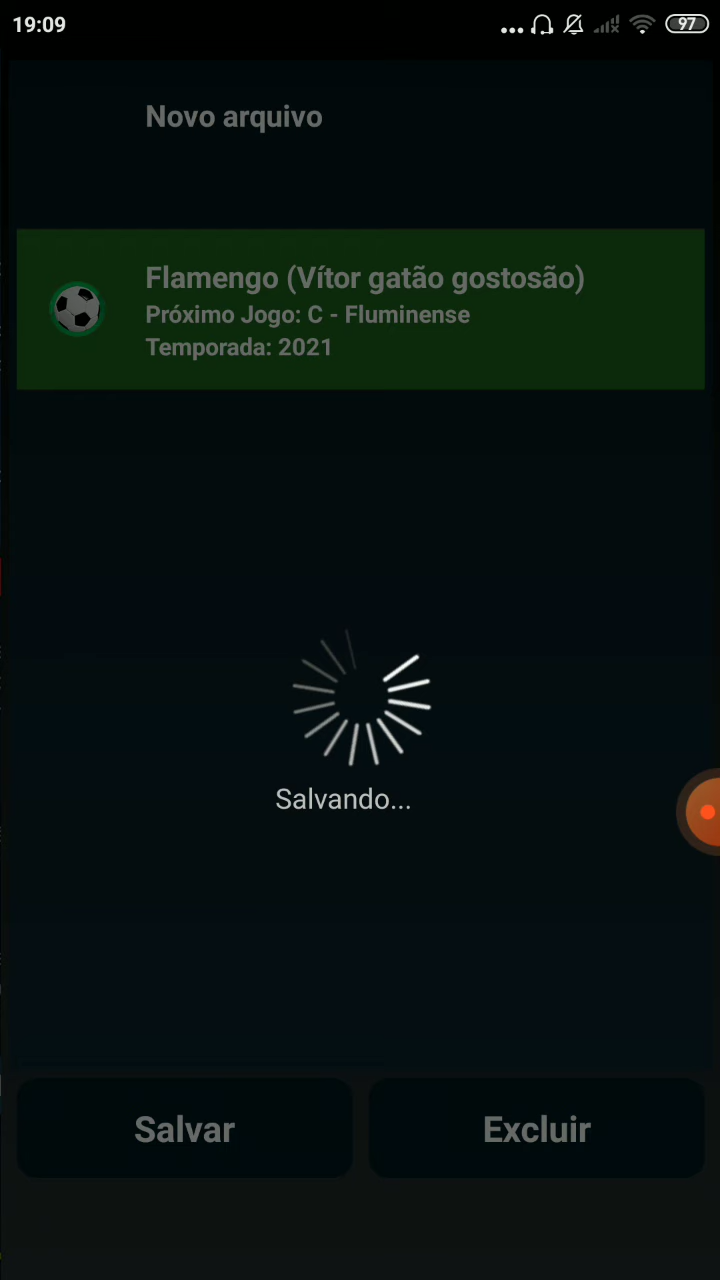 19:09
97
Novo arquivo
Flamengo (Vítor gatão gostosão)
Próximo Jogo: C - Fluminense
Temporada: 2021
Salvando...
Salvar
Excluir